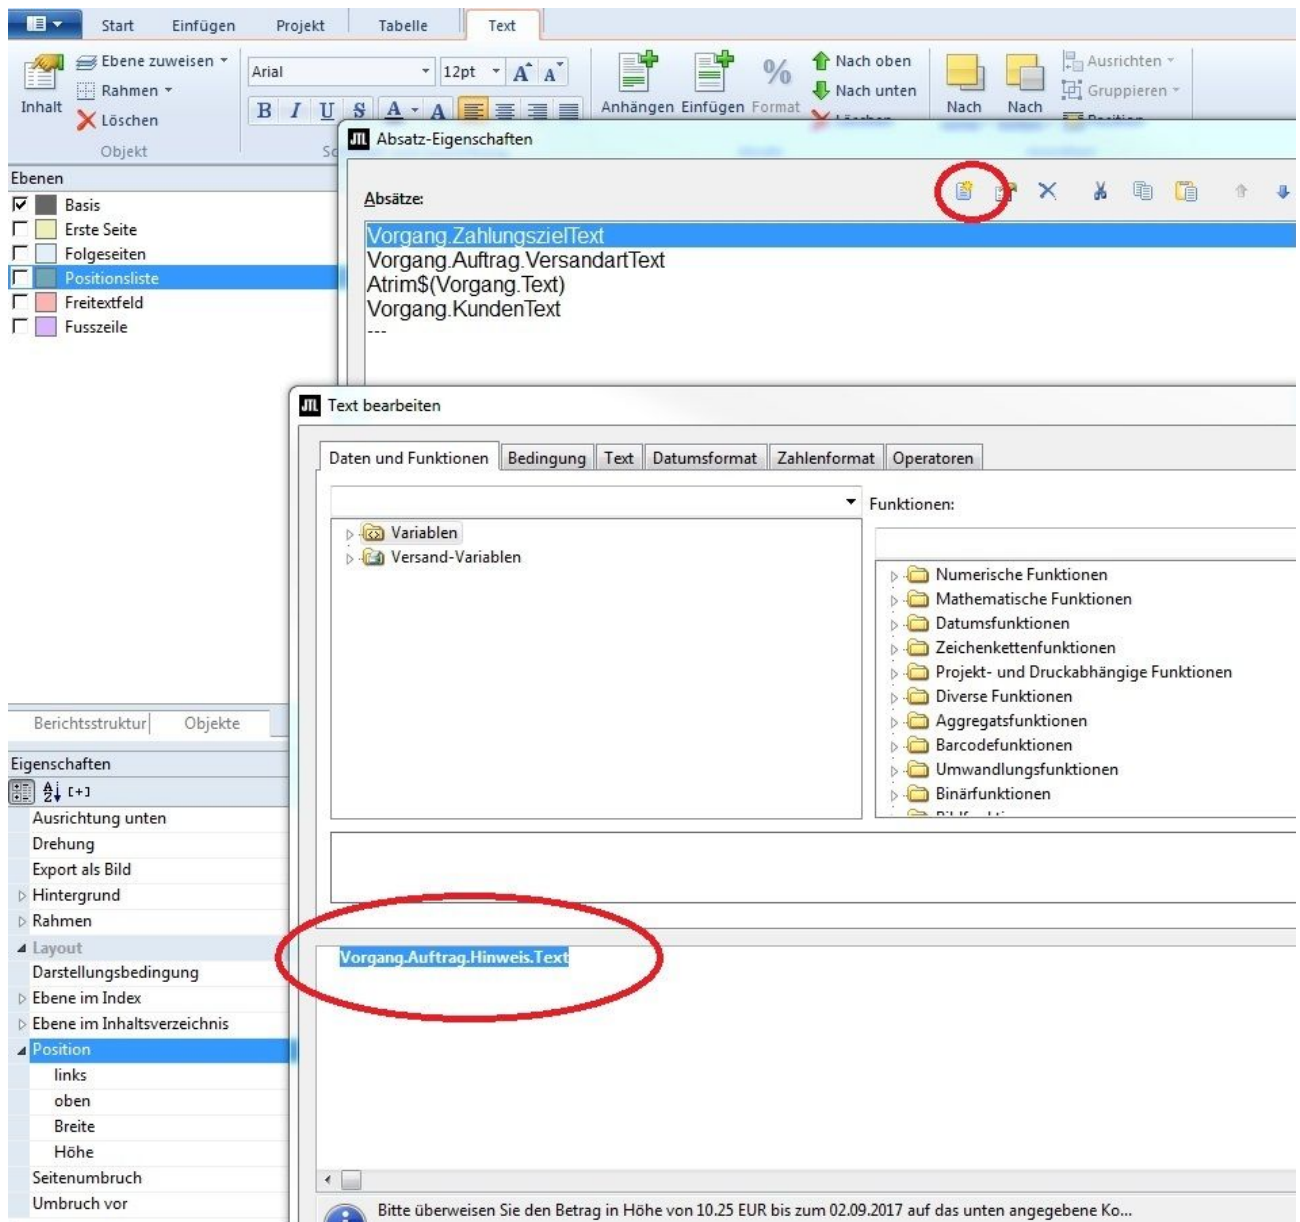 Start Einfügen Projekt Tabelle Text
Inhalt
Ebene zuweisen
Rahmen
Löschen
Objekt
Arial 12pt A A
B I U S A A
Anhängen Einfügen Format
Nach oben
Nach unten
Nach Nach
Ausrichten
Gruppieren
Ebenen
Basis
Erste Seite
Folgeseiten
Positionsliste
Freitextfeld
Fusszeile
JTL Absatz-Eigenschaften
Absätze:
Vorgang.ZahlungszielText
Vorgang.Auftrag.VersandartText
Atrim$(Vorgang.Text)
Vorgang.KundenText
---
JTL Text bearbeiten
Daten und Funktionen Bedingung Text Datumsformat Zahlenformat Operatoren
Variablen
Versand-Variablen
Funktionen:
Numerische Funktionen
Mathematische Funktionen
Datumsfunktionen
Zeichenkettenfunktionen
Projekt- und Druckabhängige Funktionen
Diverse Funktionen
Aggregatsfunktionen
Barcodefunktionen
Umwandlungsfunktionen
Binärfunktionen
Vorgang.Auftrag.Hinweis.Text
Bitte überweisen Sie den Betrag in Höhe von 10.25 EUR bis zum 02.09.2017 auf das unten angegebene Ko...
Berichtsstruktur Objekte
Eigenschaften
[+]
Ausrichtung unten
Drehung
Export als Bild
Hintergrund
Rahmen
Layout
Darstellungsbedingung
Ebene im Index
Ebene im Inhaltsverzeichnis
Position
links
oben
Breite
Höhe
Seitenumbruch
Umbruch vor